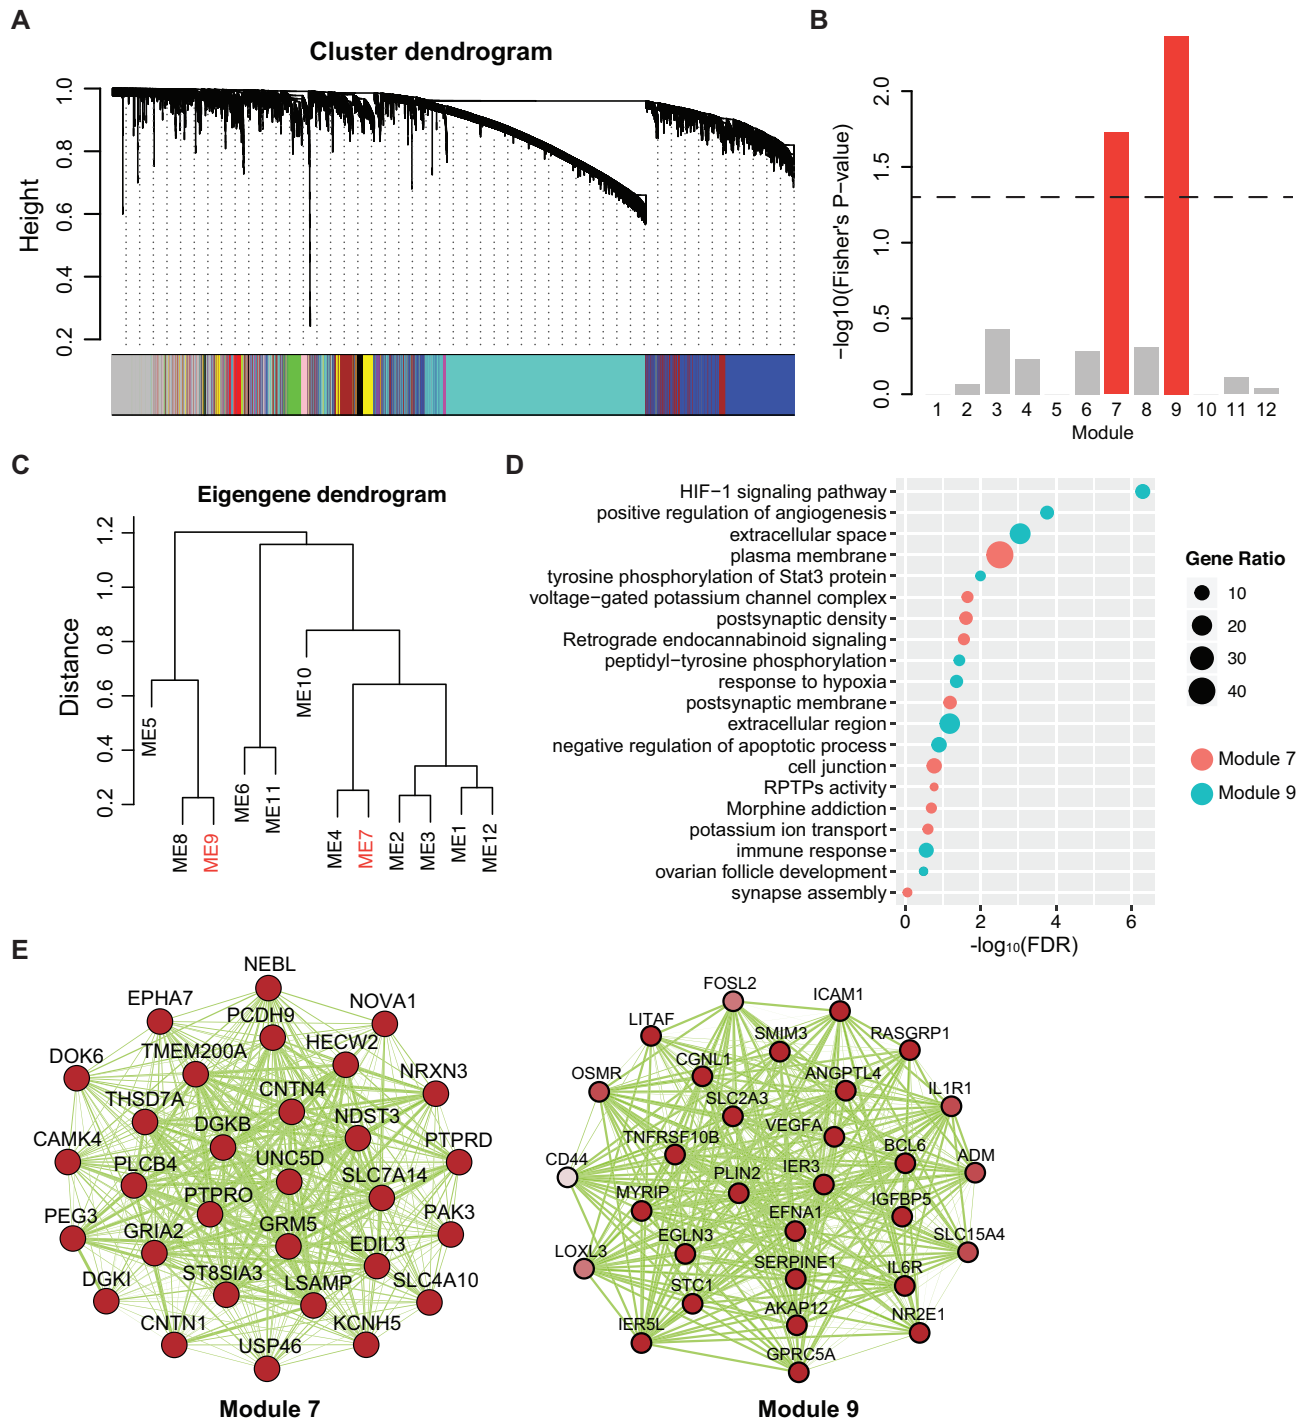 A
Cluster dendrogram
Height
1.0
0.8
0.6
0.4
0.2
B
−log10(Fisher's P−value)
2.0
1.5
1.0
0.5
0.0
1 2 3 4 5 6 7 8 9 10 11 12
Module
C
Eigengene dendrogram
Distance
1.2
1.0
0.8
0.6
0.4
0.2
ME5
ME8
ME9
ME6
ME11
ME10
ME4
ME7
ME2
ME3
ME1
ME12
D
HIF−1 signaling pathway
positive regulation of angiogenesis
extracellular space
plasma membrane
tyrosine phosphorylation of Stat3 protein
voltage−gated potassium channel complex
postsynaptic density
Retrograde endocannabinoid signaling
peptidyl−tyrosine phosphorylation
response to hypoxia
postsynaptic membrane
extracellular region
negative regulation of apoptotic process
cell junction
RPTPs activity
Morphine addiction
potassium ion transport
immune response
ovarian follicle development
synapse assembly
0 2 4 6
-log10(FDR)
Gene Ratio
10
20
30
40
Module 7
Module 9
E
NEBL
EPHA7
NOVA1
PCDH9
TMEM200A
HECW2
DOK6
NRXN3
THSD7A
CNTN4
DGKB
NDST3
CAMK4
PTPRD
PLCB4
UNC5D
SLC7A14
PTPRO
PEG3
PAK3
GRIA2
GRM5
EDIL3
DGKI
ST8SIA3
LSAMP
SLC4A10
CNTN1
KCNH5
USP46
Module 7
FOSL2
ICAM1
LITAF
SMIM3
RASGRP1
CGNL1
ANGPTL4
OSMR
IL1R1
SLC2A3
VEGFA
TNFRSF10B
BCL6
CD44
ADM
PLIN2
IER3
MYRIP
IGFBP5
EFNA1
EGLN3
SLC15A4
LOXL3
SERPINE1
IL6R
STC1
AKAP12
NR2E1
IER5L
GPRC5A
Module 9